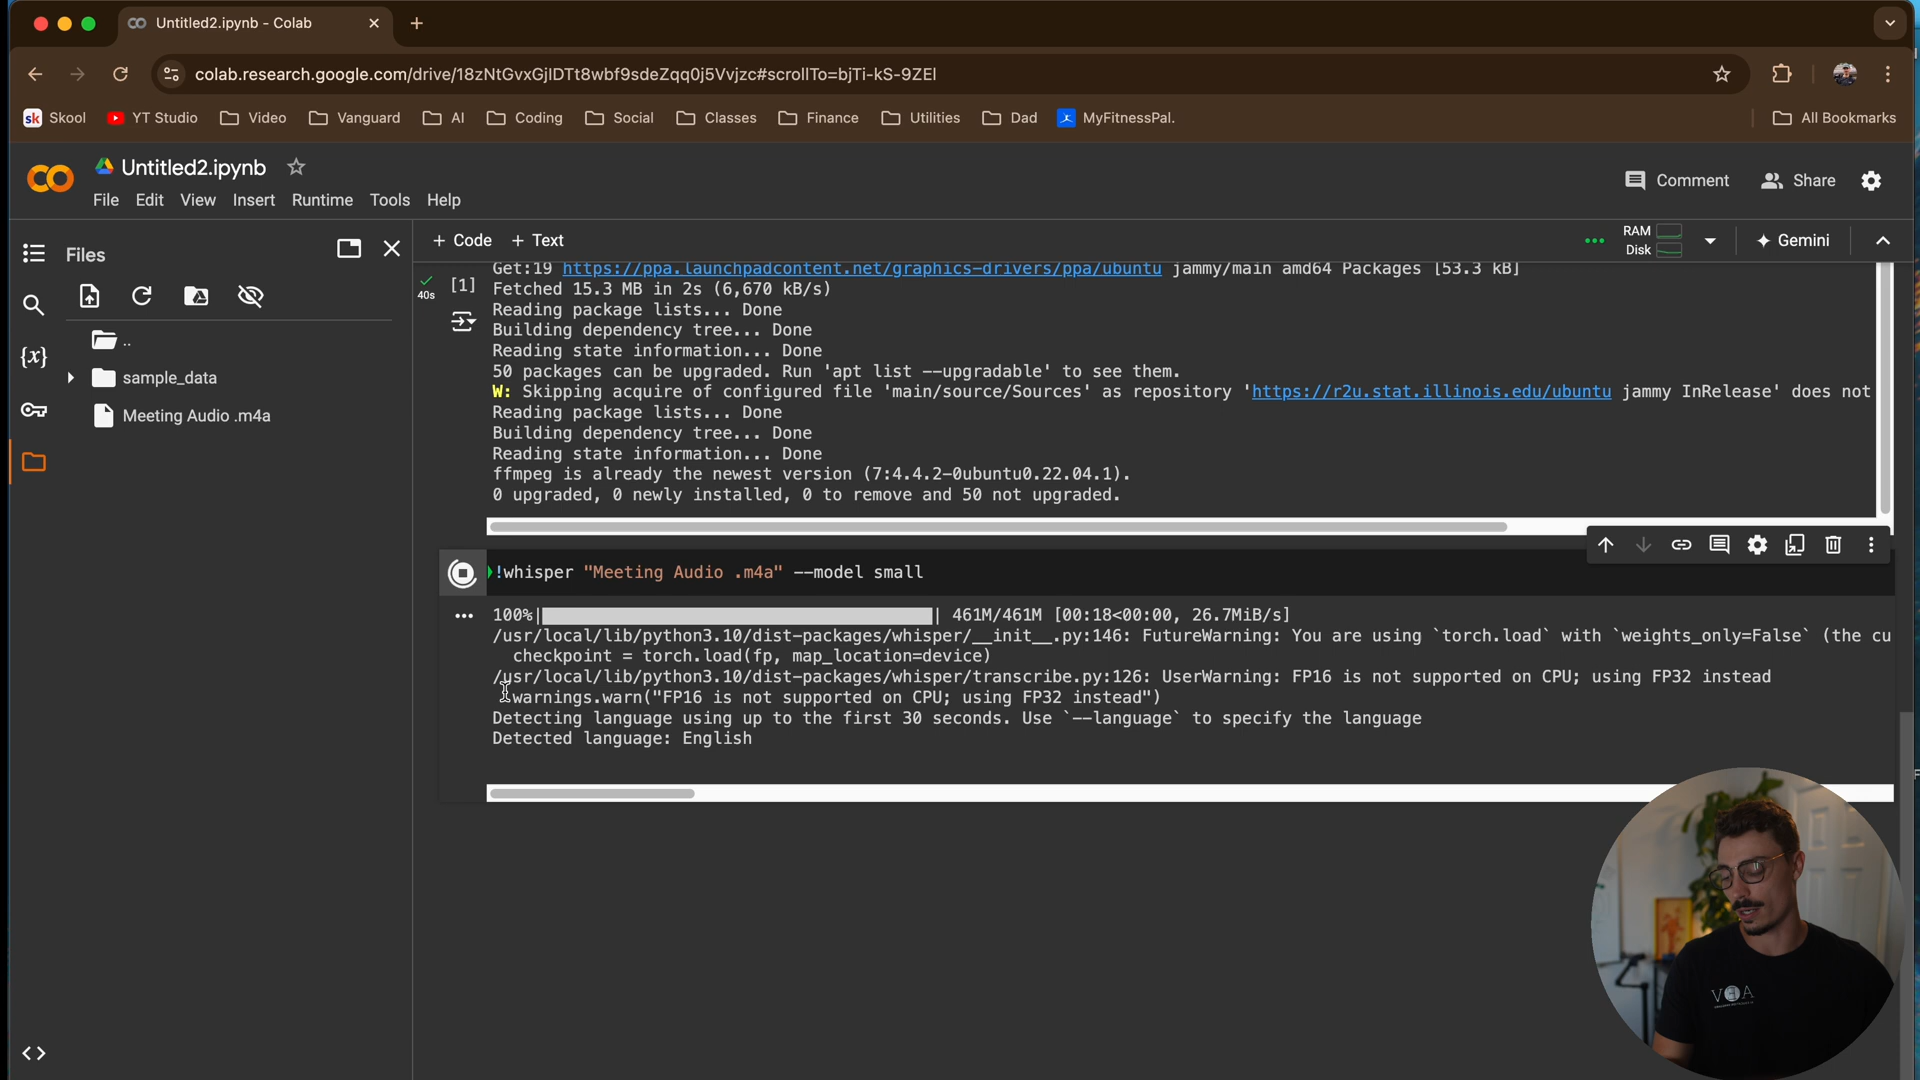 Untitled2.ipynb - Colab
colab.research.google.com/drive/18zNtGvxGjIDTt8wbf9sdeZqq0j5Vvjzc#scrollTo=bjTi-kS-9ZEl
sk Skool YT Studio Video Vanguard AI Coding Social Classes Finance Utilities Dad MyFitnessPal. All Bookmarks
Untitled2.ipynb
File Edit View Insert Runtime Tools Help
Comment Share
Files
+ Code + Text
RAM
Disk
Gemini
..
sample_data
Meeting Audio .m4a
{x}
40s
[1]
Get:19 https://ppa.launchpadcontent.net/graphics-drivers/ppa/ubuntu jammy/main amd64 Packages [53.3 kB]
Fetched 15.3 MB in 2s (6,670 kB/s)
Reading package lists... Done
Building dependency tree... Done
Reading state information... Done
50 packages can be upgraded. Run 'apt list --upgradable' to see them.
W: Skipping acquire of configured file 'main/source/Sources' as repository 'https://r2u.stat.illinois.edu/ubuntu jammy InRelease' does not
Reading package lists... Done
Building dependency tree... Done
Reading state information... Done
ffmpeg is already the newest version (7:4.4.2-0ubuntu0.22.04.1).
0 upgraded, 0 newly installed, 0 to remove and 50 not upgraded.
!whisper "Meeting Audio .m4a" --model small
100%| | 461M/461M [00:18<00:00, 26.7MiB/s]
/usr/local/lib/python3.10/dist-packages/whisper/__init__.py:146: FutureWarning: You are using `torch.load` with `weights_only=False` (the cu
checkpoint = torch.load(fp, map_location=device)
/usr/local/lib/python3.10/dist-packages/whisper/transcribe.py:126: UserWarning: FP16 is not supported on CPU; using FP32 instead
warnings.warn("FP16 is not supported on CPU; using FP32 instead")
Detecting language using up to the first 30 seconds. Use `--language` to specify the language
Detected language: English